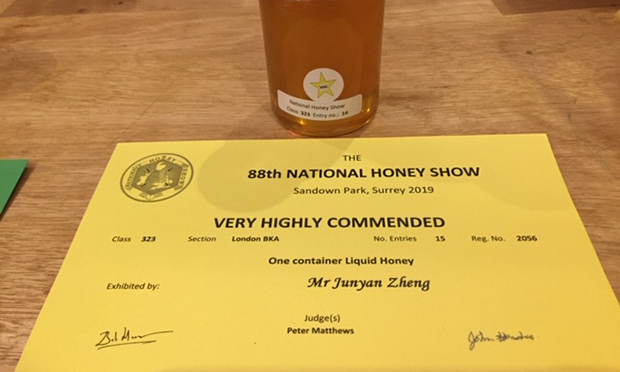 National Honey Show
Class: 323 Entry no.: 14
THE
88th NATIONAL HONEY SHOW
Sandown Park, Surrey 2019
VERY HIGHLY COMMENDED
Class 323 Section London BKA No. Entries 15 Reg. No. 2056
One container Liquid Honey
Exhibited by: Mr Junyan Zheng
Judge(s)
Peter Matthews